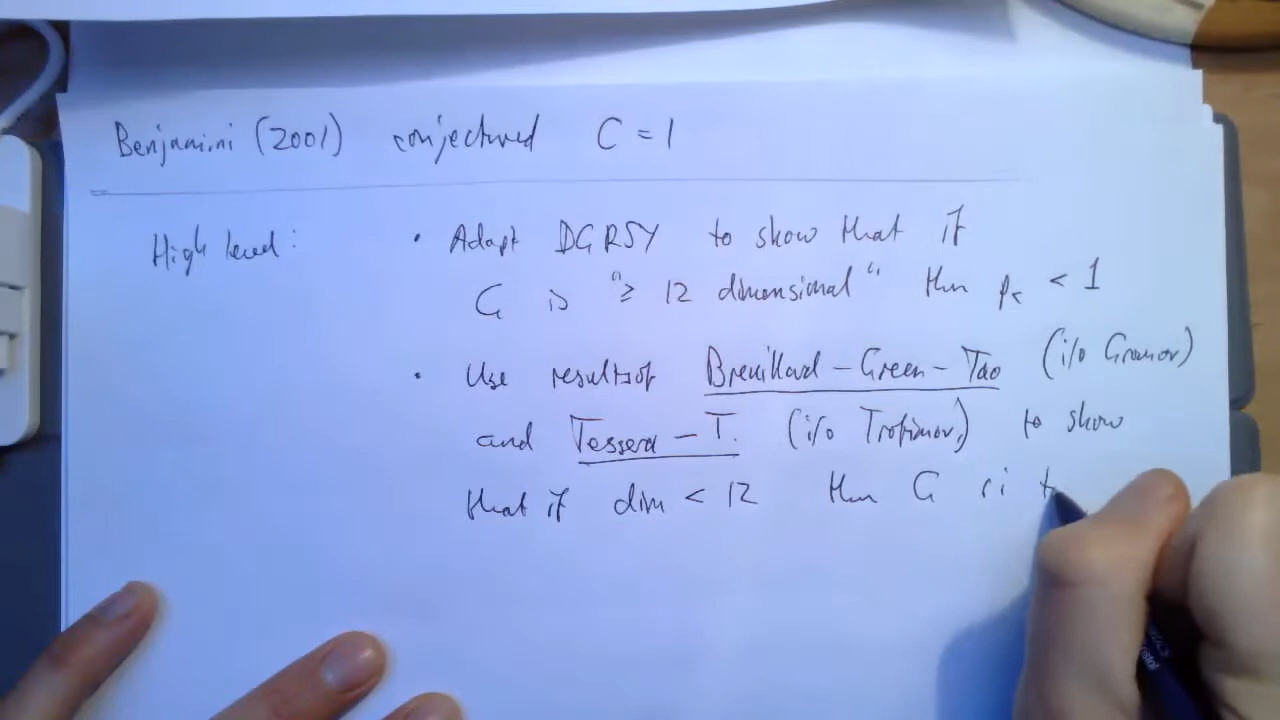 Benjamini (2001) conjectured C = 1
High level: • Adapt DGRSY to show that if
G is "≥ 12 dimensional" then pc < 1
• Use results of Breuillard - Green - Tao (i/o Gromov)
and Tessera - T. (i/o Trofimov) to show
that if dim < 12 then G is